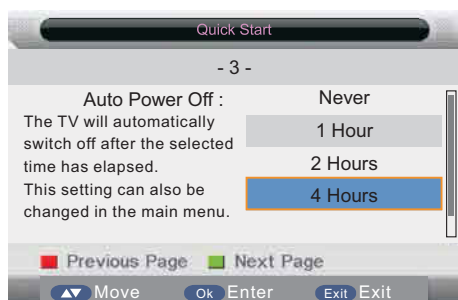 Quick Start
- 3 -
Auto Power Off :
The TV will automatically
switch off after the selected
time has elapsed.
This setting can also be
changed in the main menu.
Never
1 Hour
2 Hours
4 Hours
Previous Page Next Page
Move Ok Enter Exit Exit